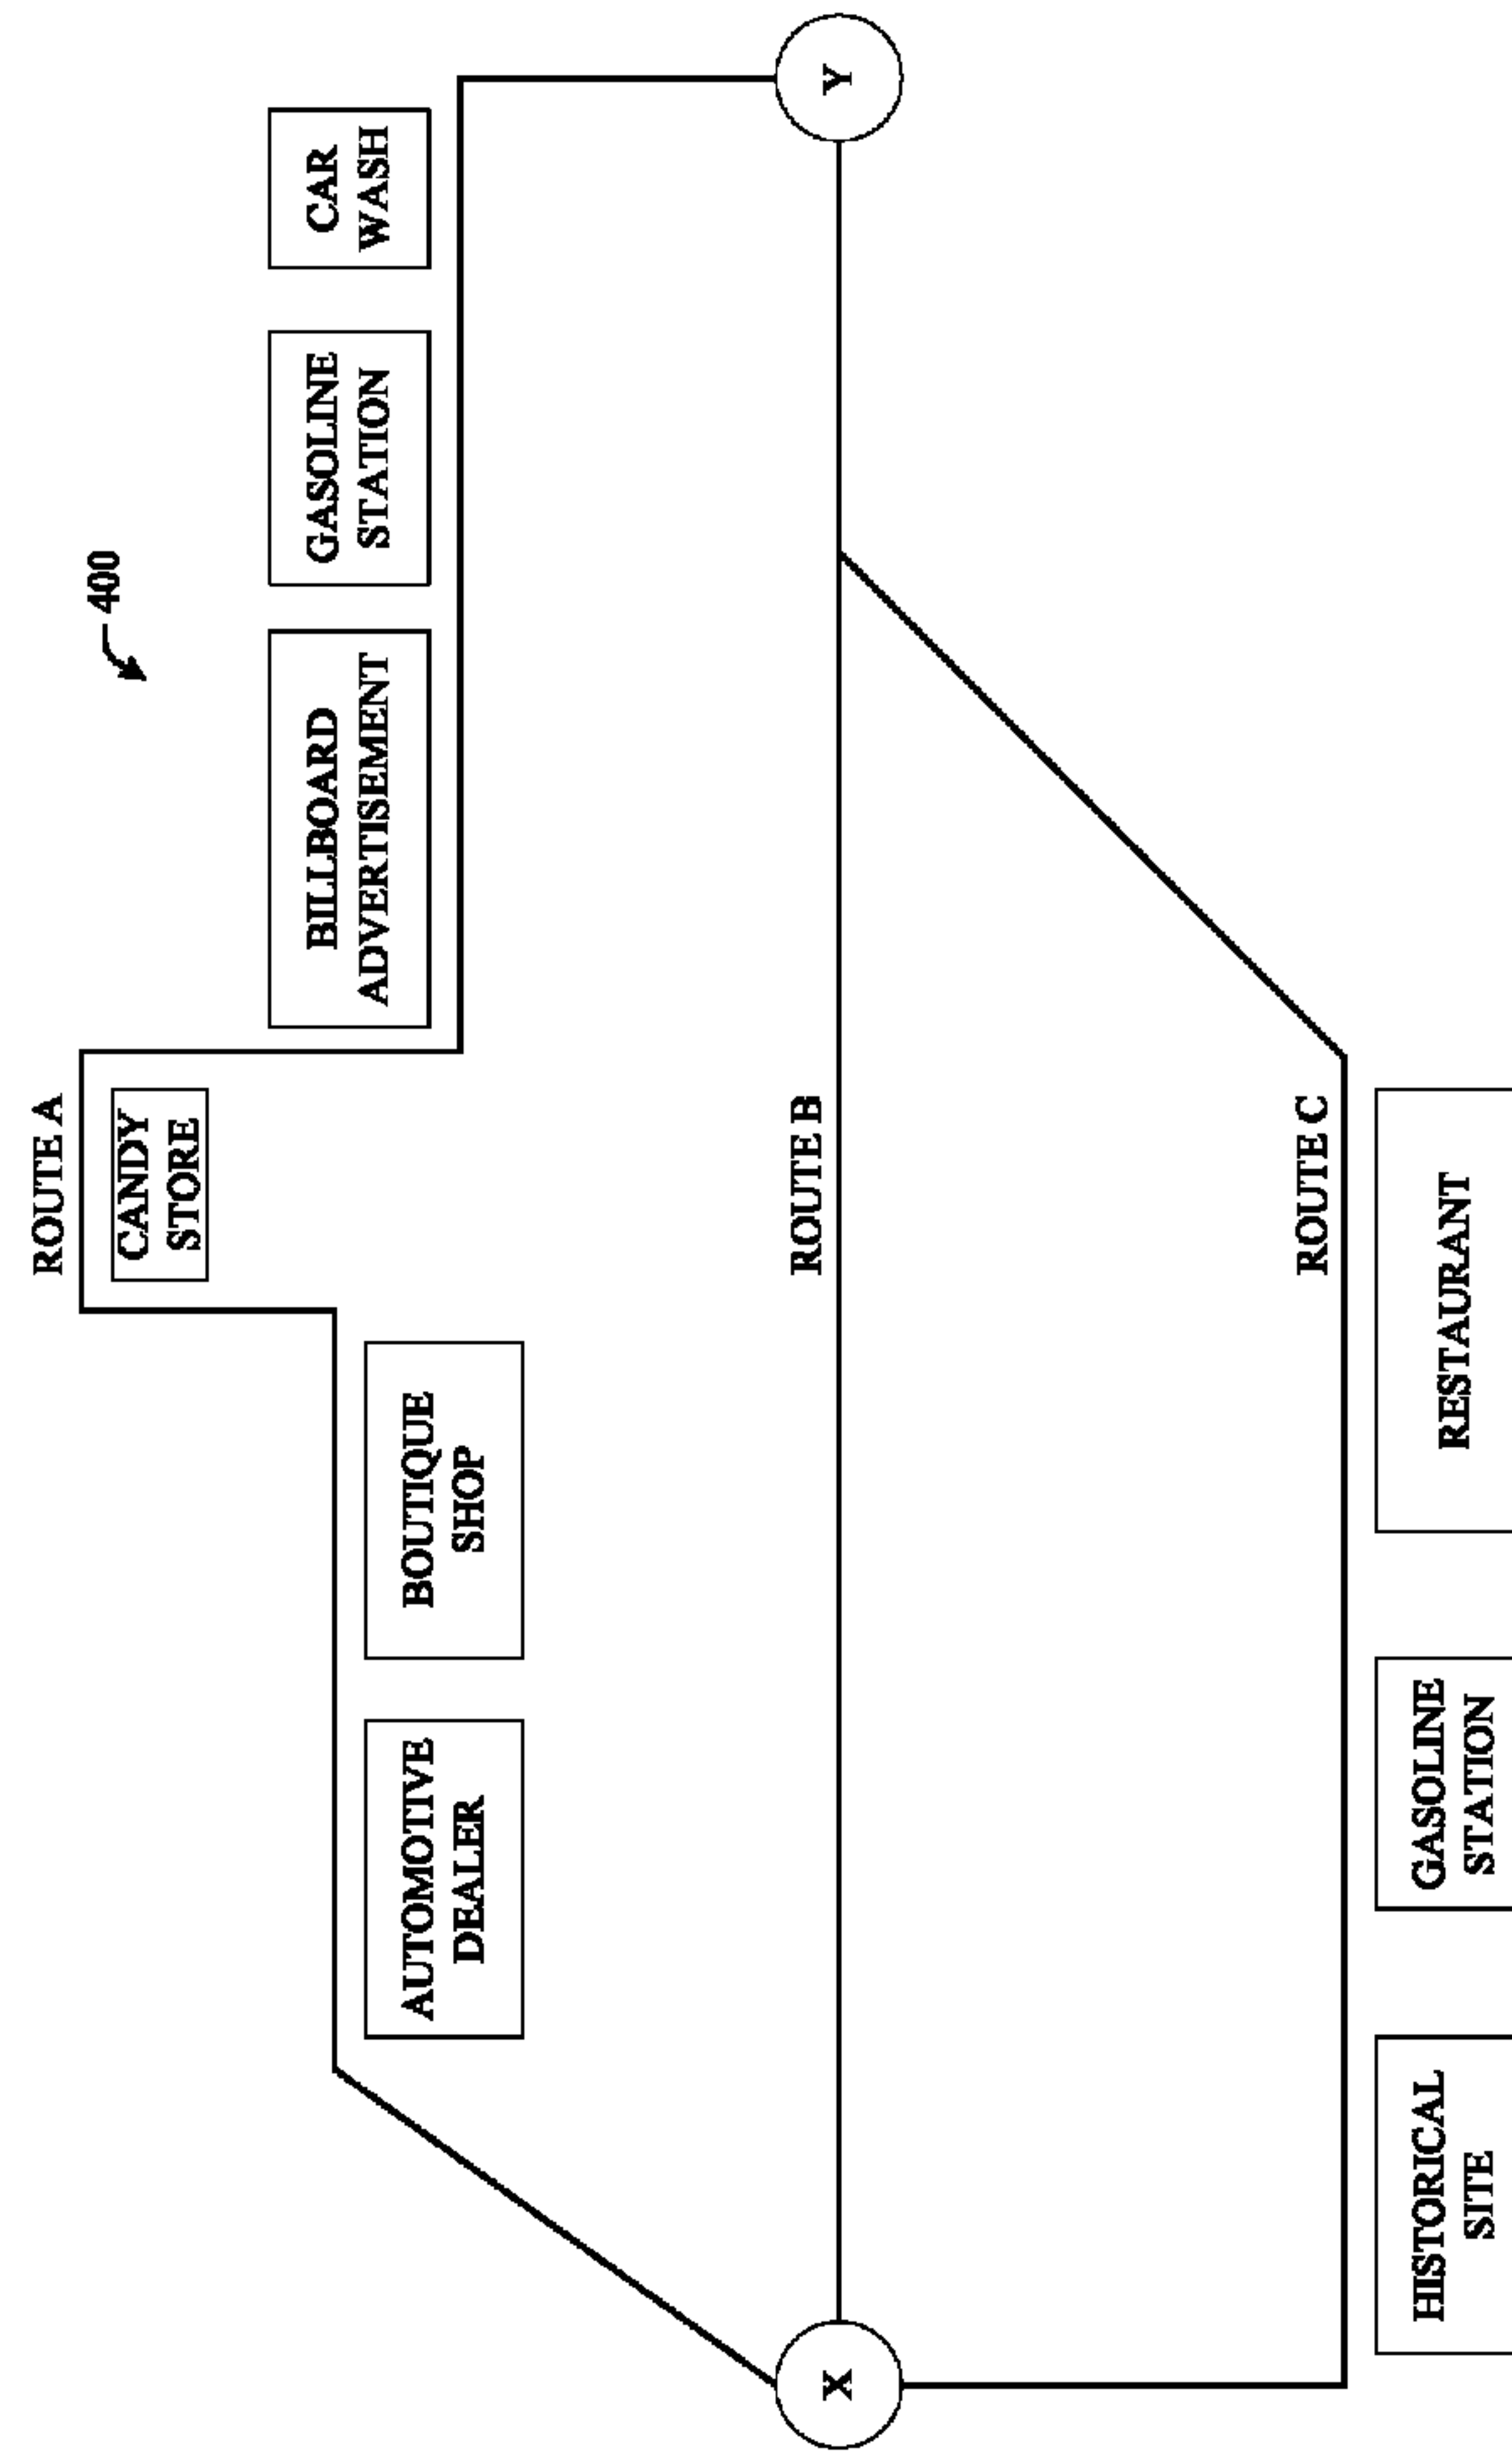 400
ROUTE A
CANDY
STORE
BILLBOARD
ADVERTISEMENT
GASOLINE
STATION
CAR
WASH
AUTOMOTIVE
DEALER
BOUTIQUE
SHOP
X
ROUTE B
Y
ROUTE C
HISTORICAL
SITE
GASOLINE
STATION
RESTAURANT